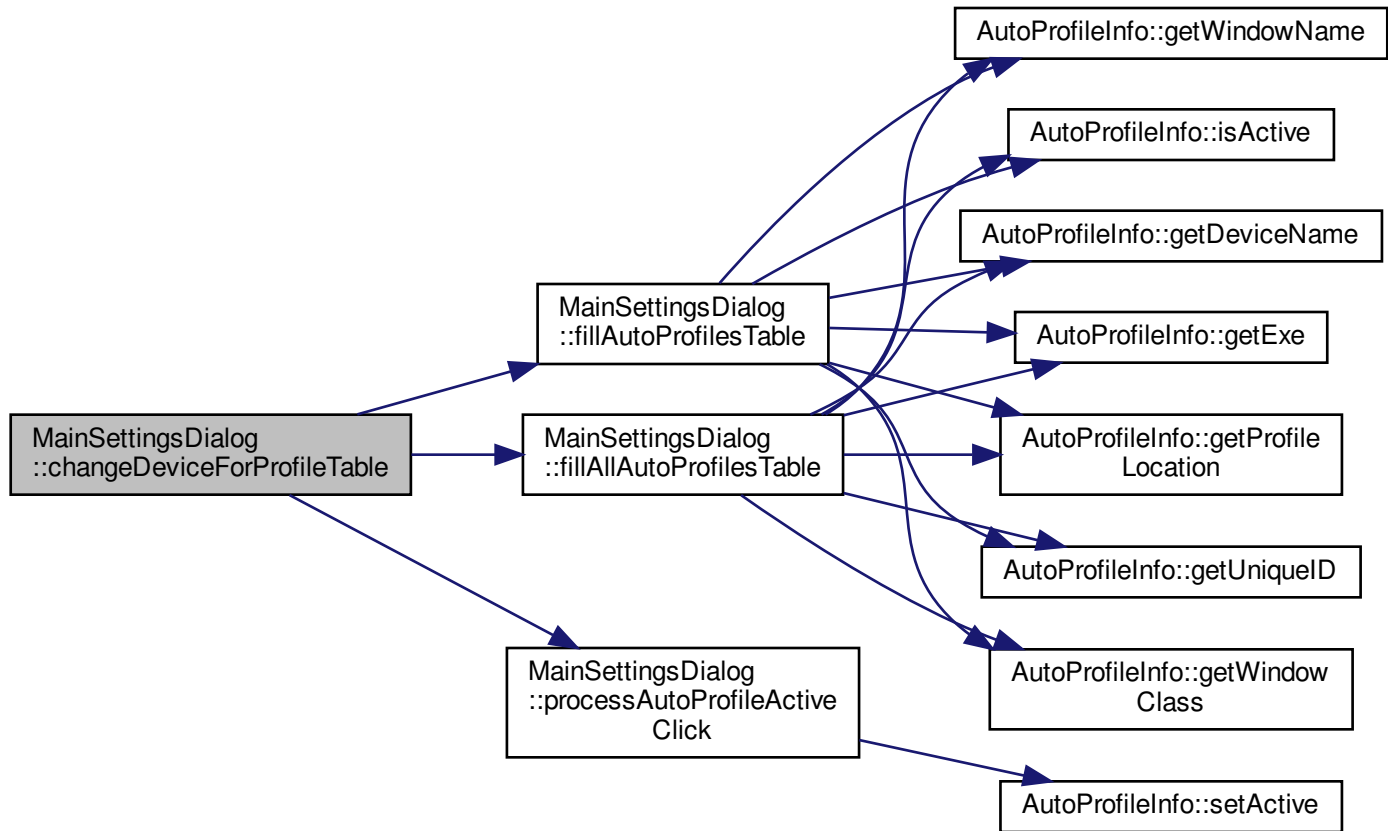 AutoProfileInfo::getWindowName
AutoProfileInfo::isActive
AutoProfileInfo::getDeviceName
MainSettingsDialog
::fillAutoProfilesTable
AutoProfileInfo::getExe
MainSettingsDialog
::changeDeviceForProfileTable
MainSettingsDialog
::fillAllAutoProfilesTable
AutoProfileInfo::getProfile
Location
AutoProfileInfo::getUniqueID
MainSettingsDialog
::processAutoProfileActive
Click
AutoProfileInfo::getWindow
Class
AutoProfileInfo::setActive